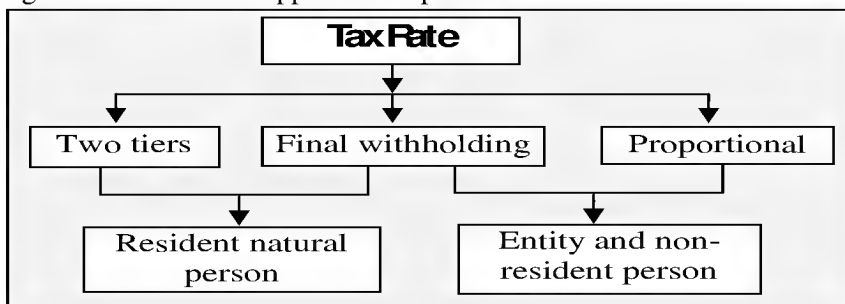 Tax Rate
Two tiers
Final withholding
Proportional
Resident natural
person
Entity and non-
resident person